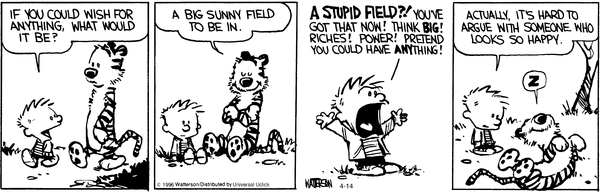 IF YOU COULD WISH FOR
ANYTHING, WHAT WOULD
IT BE?
A BIG SUNNY FIELD
TO BE IN.
© 1996 Watterson/Distributed by Universal Uclick
A STUPID FIELD?! YOU'VE
GOT THAT NOW! THINK BIG!
RICHES! POWER! PRETEND
YOU COULD HAVE ANYTHING!
WATTERSON
4-14
ACTUALLY, IT'S HARD TO
ARGUE WITH SOMEONE WHO
LOOKS SO HAPPY.
Z